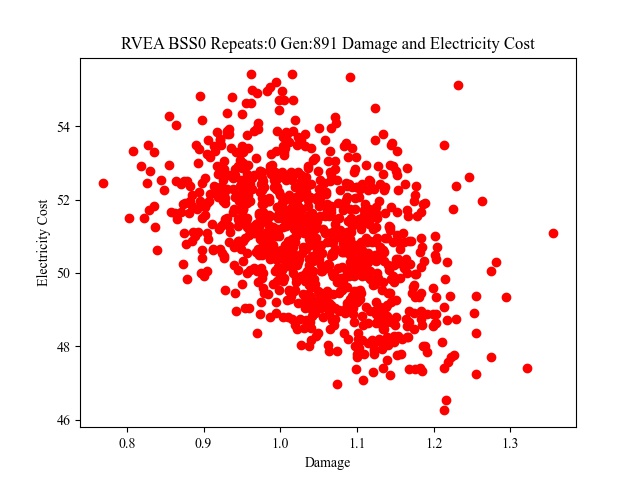 RVEA BSS0 Repeats:0 Gen:891 Damage and Electricity Cost
Electricity Cost
54
52
50
48
46
0.8 0.9 1.0 1.1 1.2 1.3
Damage